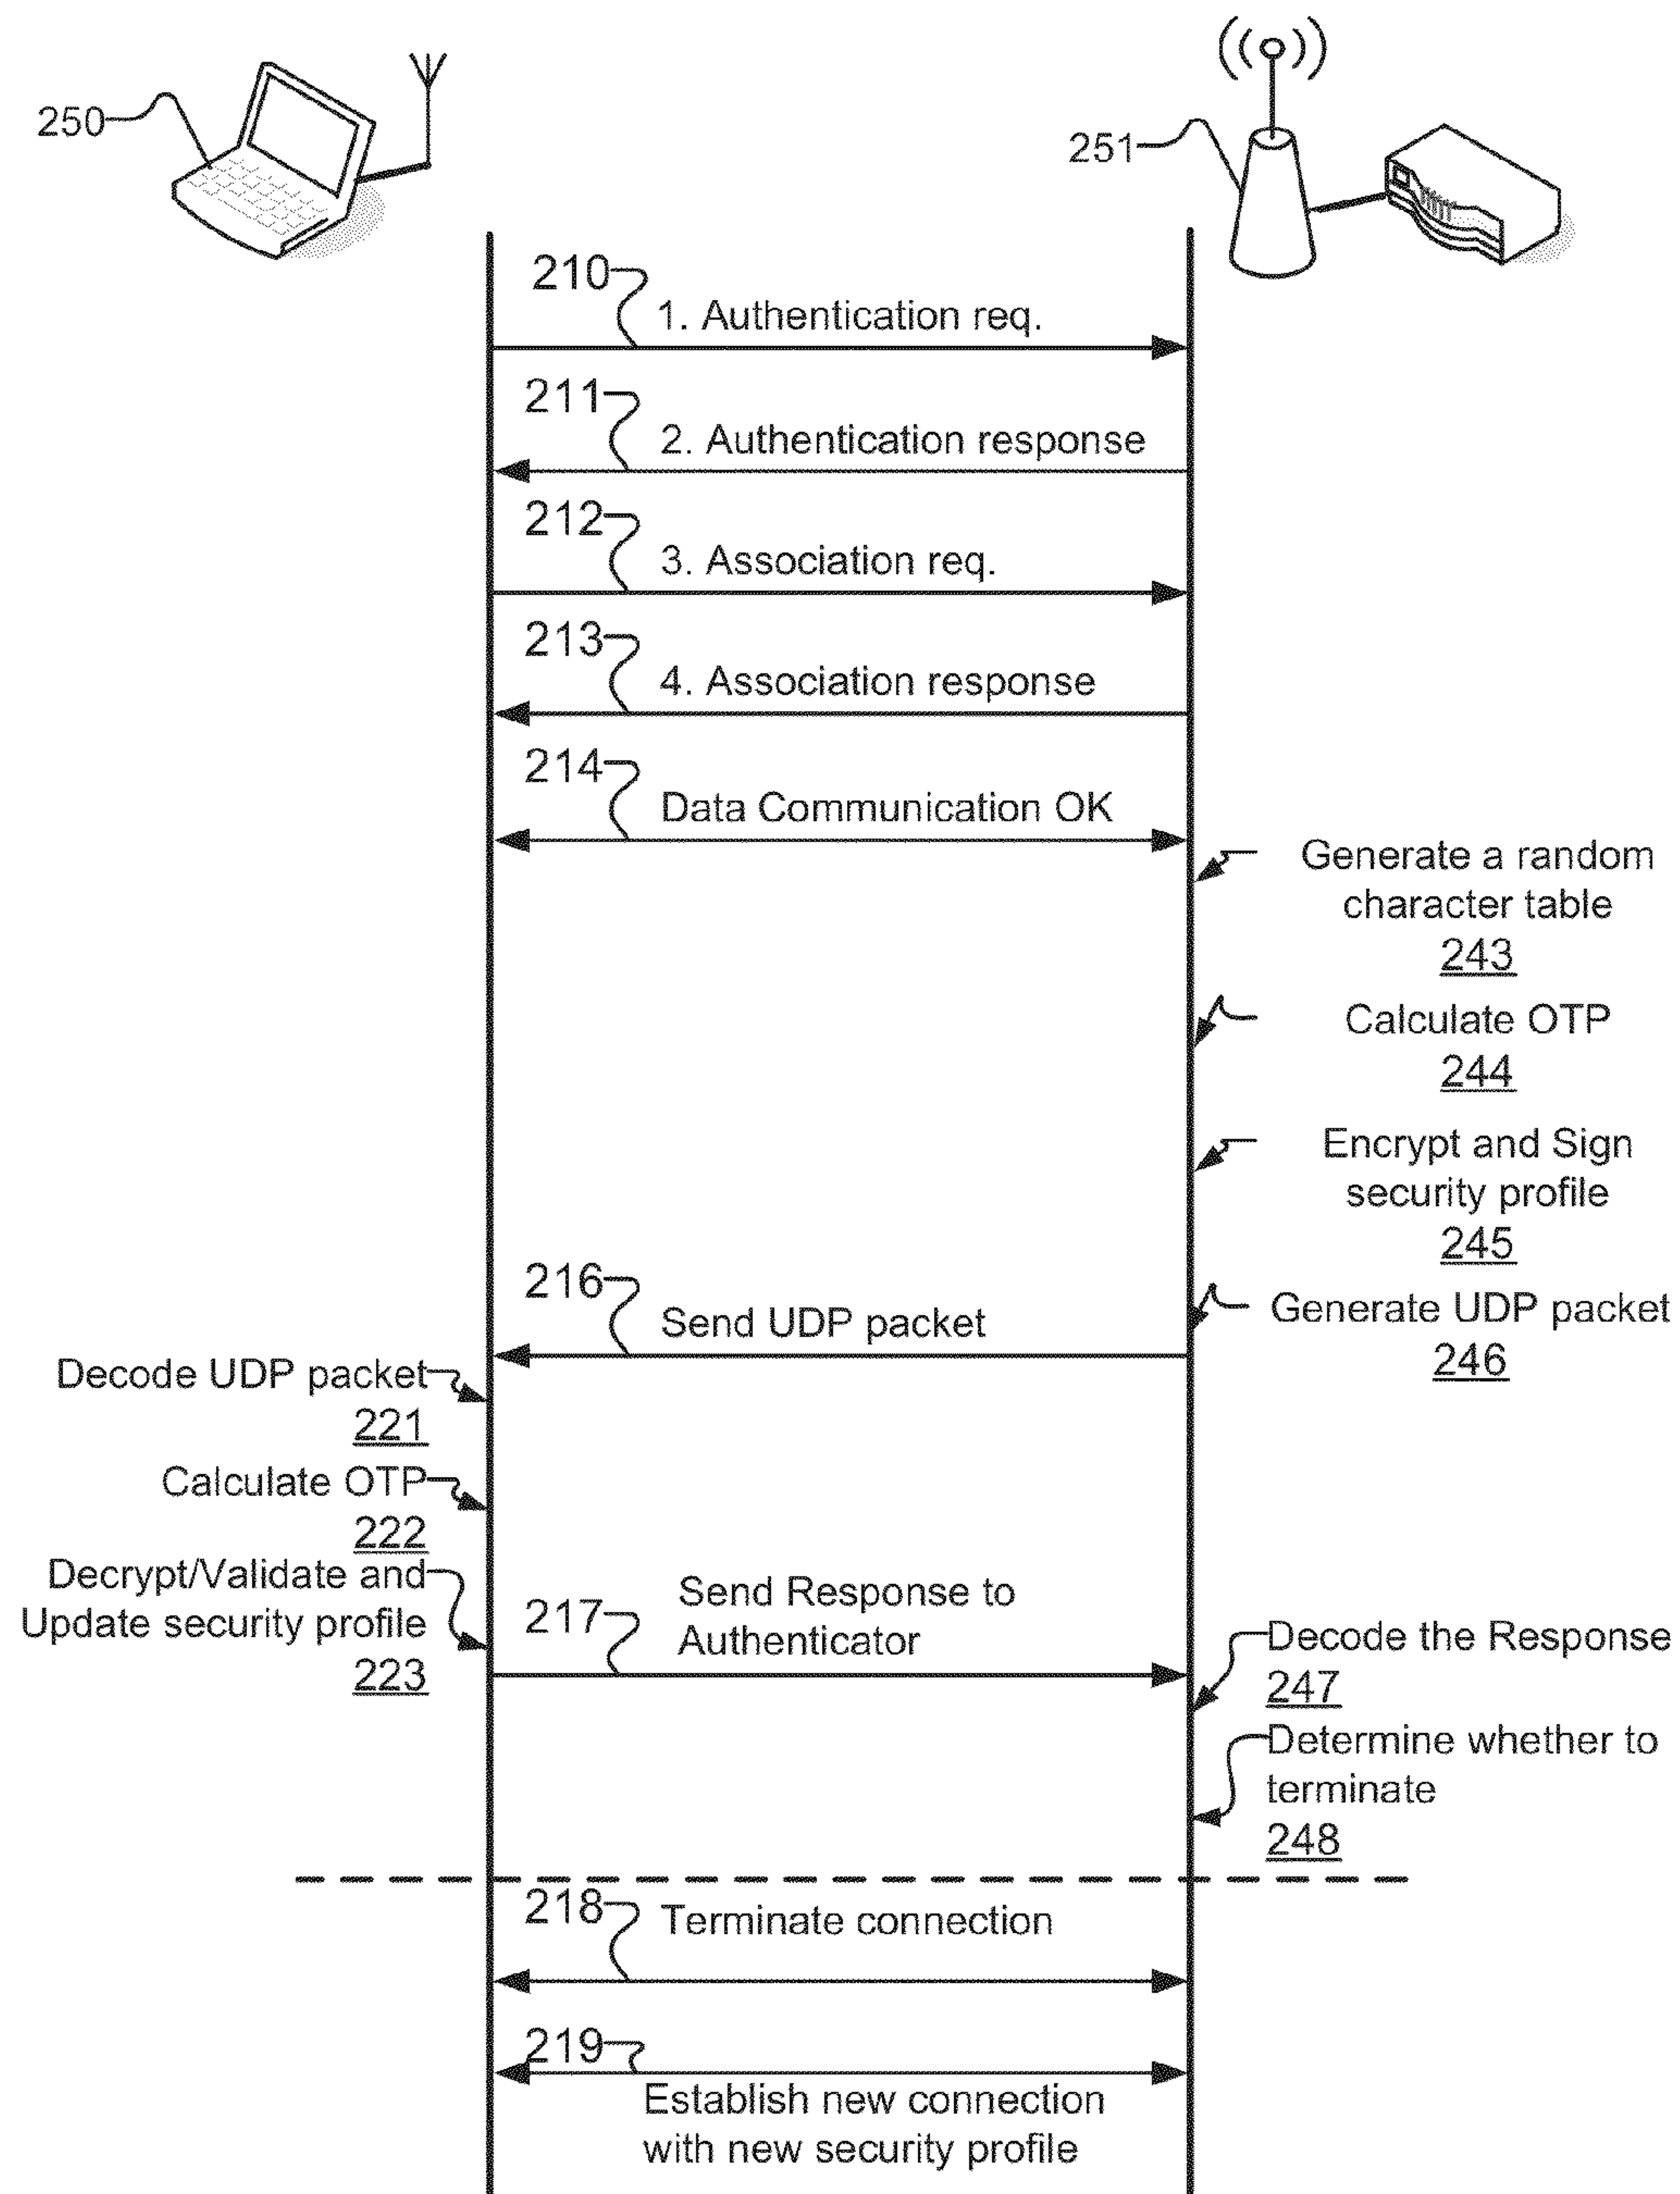 250
251
210
1. Authentication req.
211
2. Authentication response
212
3. Association req.
213
4. Association response
214
Data Communication OK
Generate a random
character table
243
Calculate OTP
244
Encrypt and Sign
security profile
245
216
Send UDP packet
Generate UDP packet
246
Decode UDP packet
221
Calculate OTP
222
Decrypt/Validate and
Update security profile
223
217
Send Response to
Authenticator
Decode the Response
247
Determine whether to
terminate
248
218
Terminate connection
219
Establish new connection
with new security profile